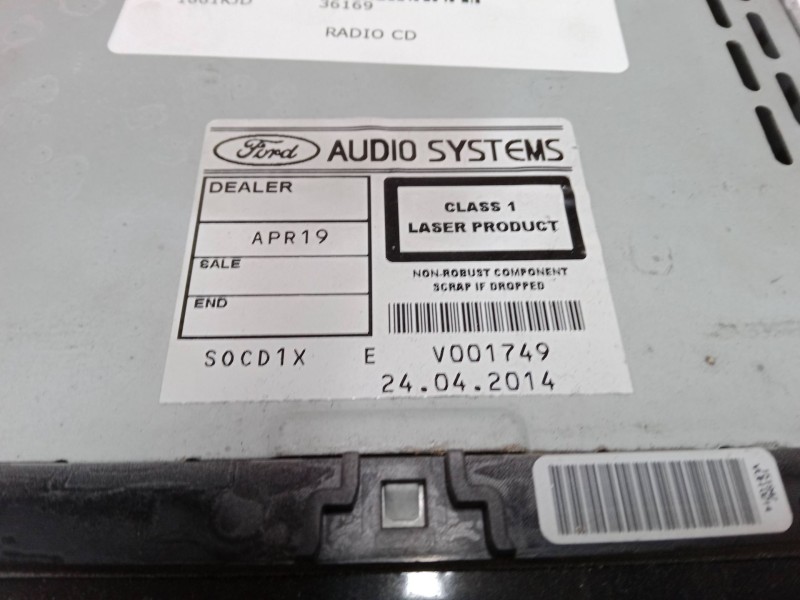 36169
RADIO CD
Ford AUDIO SYSTEMS
DEALER
APR19
SALE
END
CLASS 1
LASER PRODUCT
NON-ROBUST COMPONENT
SCRAP IF DROPPED
SOCD1X E V001749
24.04.2014